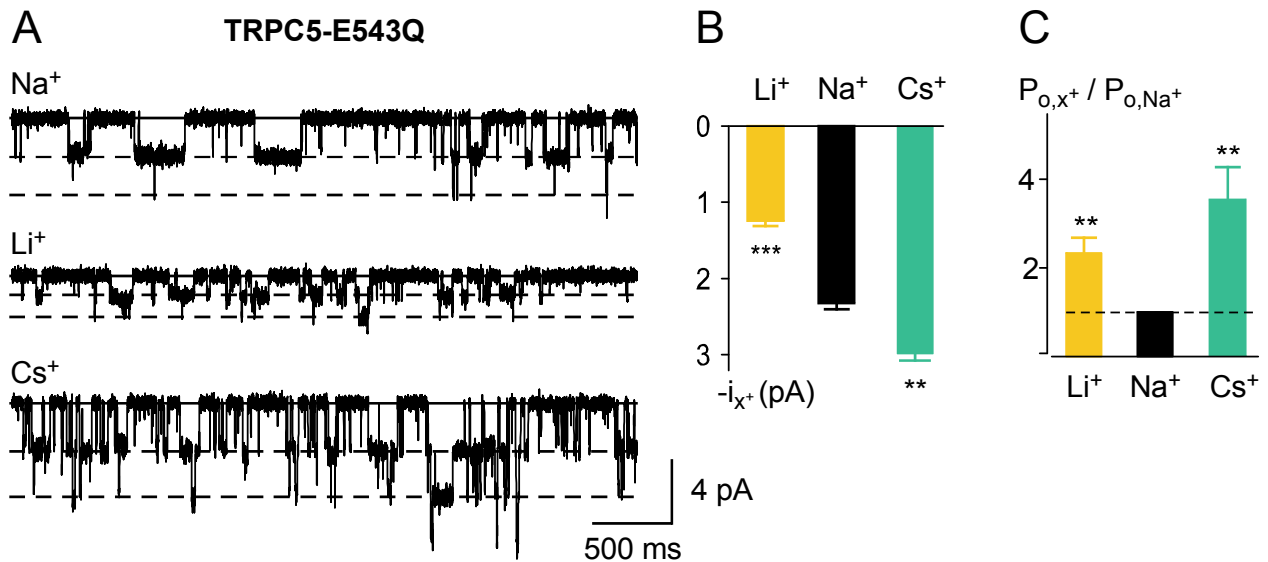 A
TRPC5-E543Q
Na⁺
Li⁺
Cs⁺
4 pA
500 ms
B
Li⁺ Na⁺ Cs⁺
0
1
2
3
***
**
-iₓ⁺ (pA)
C
Pₒ,ₓ⁺ / Pₒ,Na⁺
4
2
**
**
Li⁺ Na⁺ Cs⁺